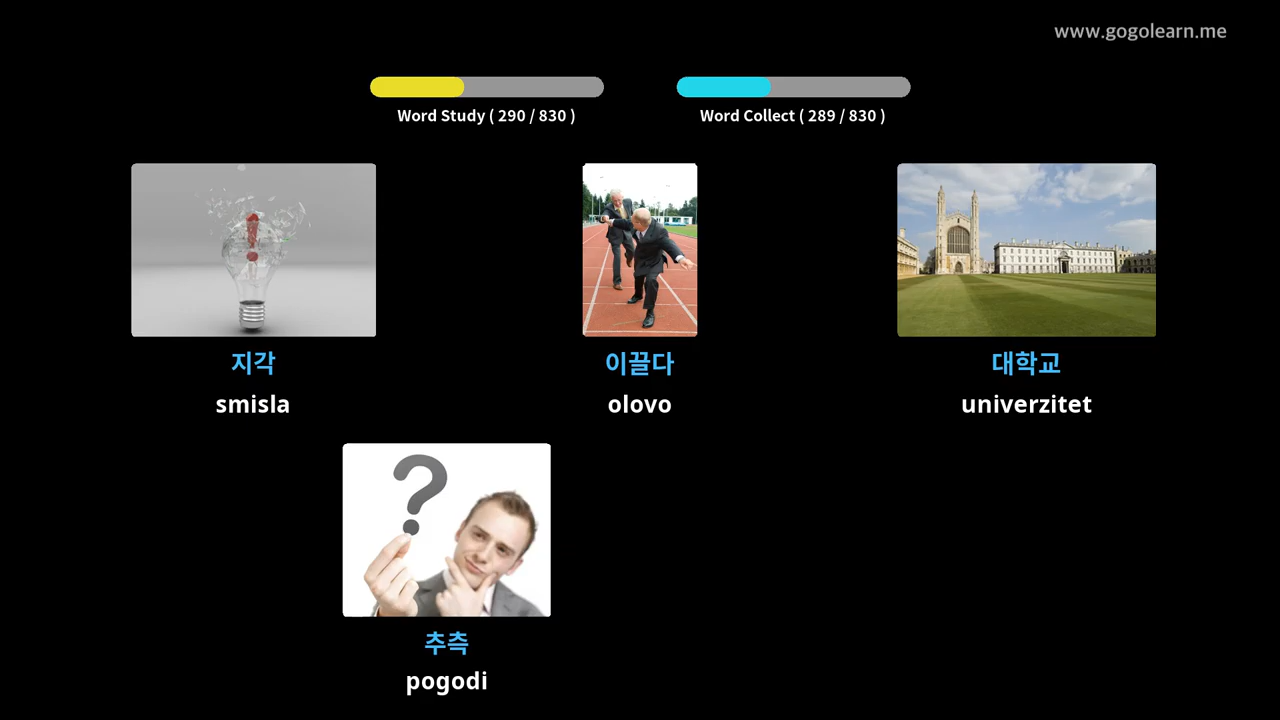 www.gogolearn.me
Word Study ( 290 / 830 )
Word Collect ( 289 / 830 )
지각
이끌다
대학교
smisla
olovo
univerzitet
추측
pogodi